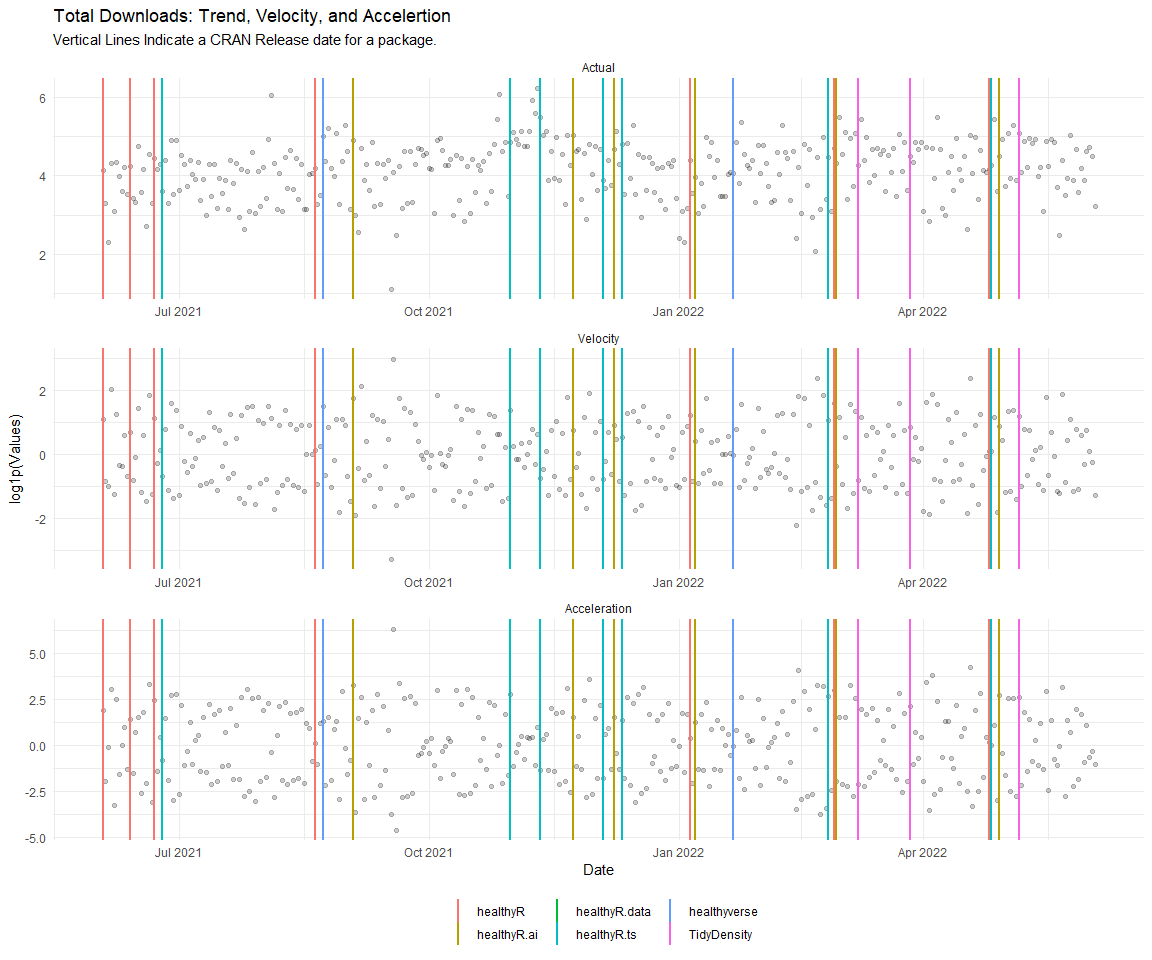 Total Downloads: Trend, Velocity, and Accelertion
Vertical Lines Indicate a CRAN Release date for a package.
Actual
6
4
2
Jul 2021 Oct 2021 Jan 2022 Apr 2022
Velocity
log1p(Values)
2
0
-2
Jul 2021 Oct 2021 Jan 2022 Apr 2022
Acceleration
5.0
2.5
0.0
-2.5
-5.0
Jul 2021 Oct 2021 Jan 2022 Apr 2022
Date
healthyR healthyR.data healthyverse
healthyR.ai healthyR.ts TidyDensity